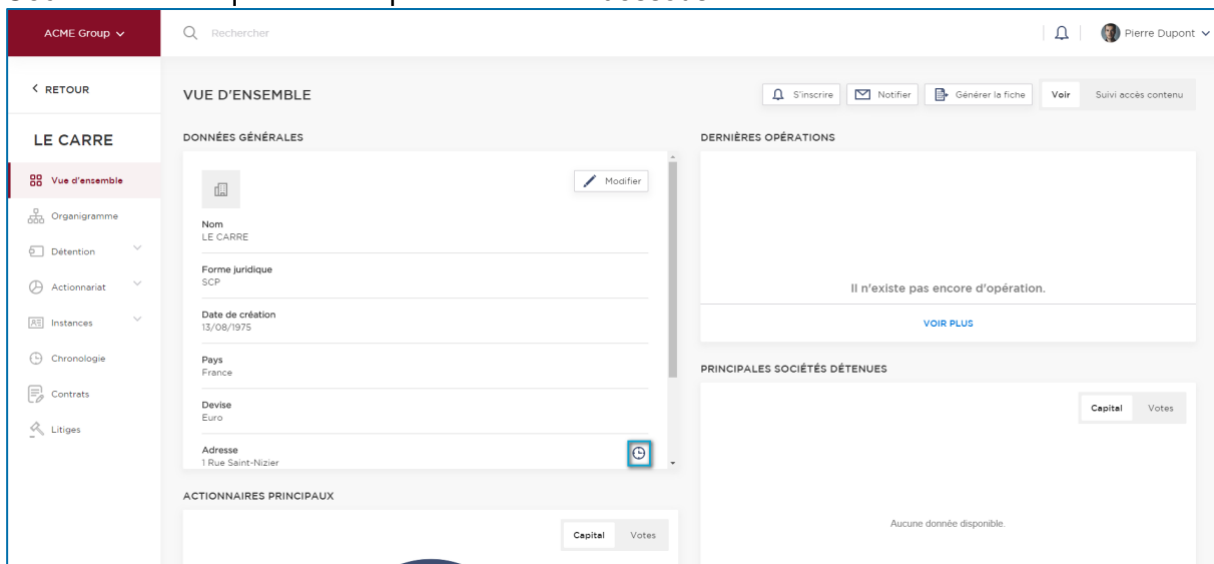 ACME Group
Rechercher
Pierre Dupont
RETOUR
VUE D'ENSEMBLE
S'inscrire
Notifier
Générer la fiche
Voir
Suivi accès contenu
LE CARRE
Vue d'ensemble
Organigramme
Détention
Actionnariat
Instances
Chronologie
Contrats
Litiges
DONNÉES GÉNÉRALES
Modifier
Nom
LE CARRE
Forme juridique
SCP
Date de création
13/08/1975
Pays
France
Devise
Euro
Adresse
1 Rue Saint-Nizier
ACTIONNAIRES PRINCIPAUX
Capital
Votes
DERNIÈRES OPÉRATIONS
Il n'existe pas encore d'opération.
VOIR PLUS
PRINCIPALES SOCIÉTÉS DÉTENUES
Capital
Votes
Aucune donnée disponible.